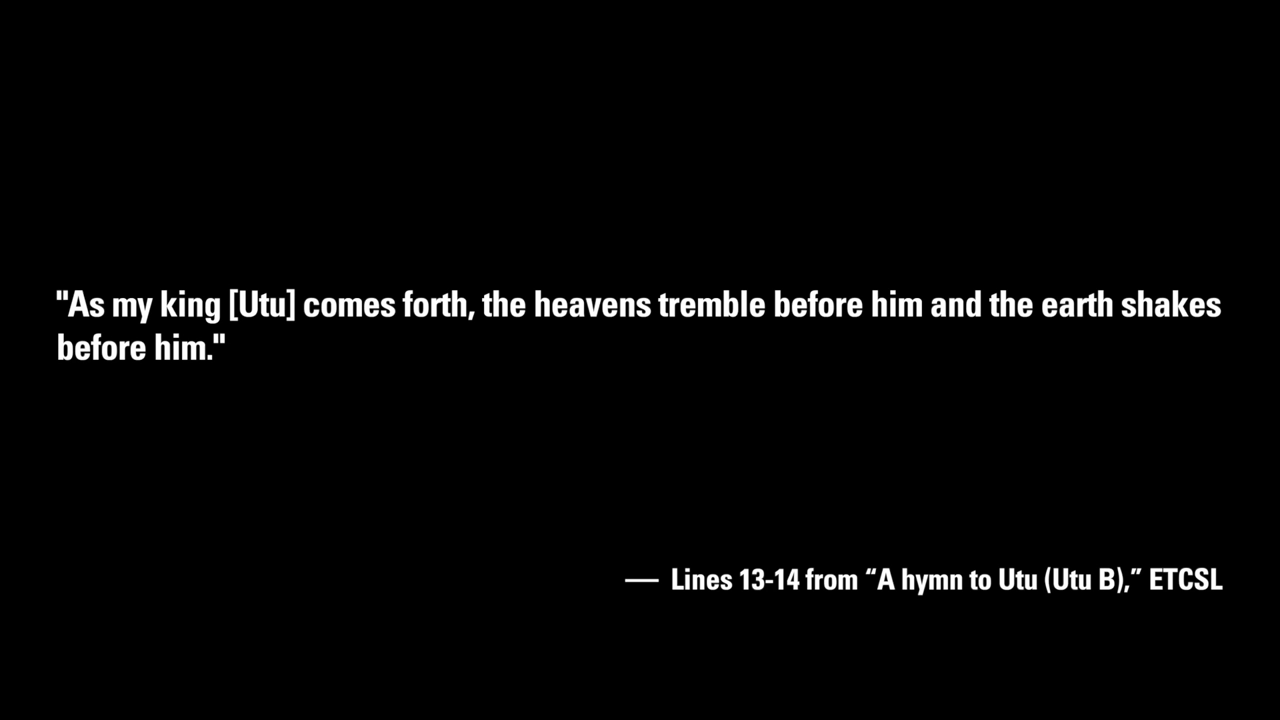 "As my king [Utu] comes forth, the heavens tremble before him and the earth shakes
before him."
— Lines 13-14 from “A hymn to Utu (Utu B),” ETCSL